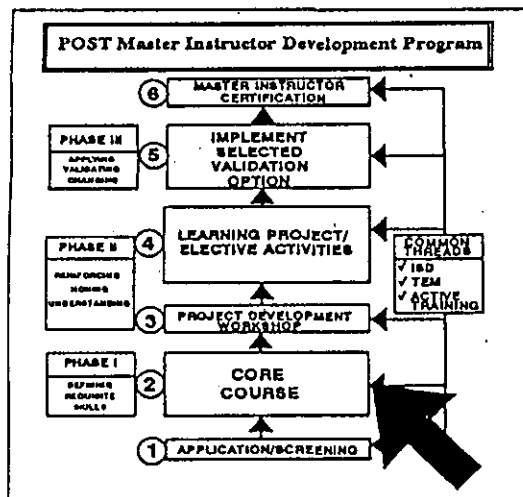 POST Master Instructor Development Program
6
MASTER INSTRUCTOR
CERTIFICATION
PHASE III
APPLYING
VALIDATING
CHANGING
5
IMPLEMENT
SELECTED
VALIDATION
OPTION
4
LEARNING PROJECT/
ELECTIVE ACTIVITIES
PHASE II
REINFORCING
HONING
UNDERSTANDING
COMMON
THREADS
✓ ISD
✓ TEM
✓ ACTIVE
TRAINING
3
PROJECT DEVELOPMENT
WORKSHOP
PHASE I
DEFINING
REQUISITE
SKILLS
2
CORE
COURSE
1
APPLICATION/SCREENING